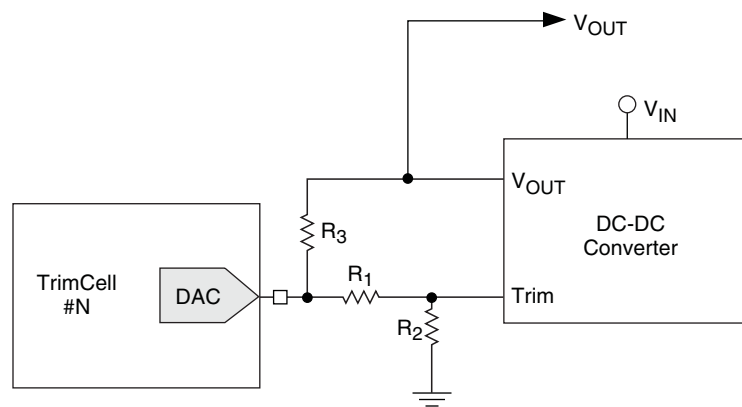 V_OUT
V_IN
V_OUT
DC-DC
Converter
R_3
TrimCell
#N
DAC
R_1
Trim
R_2